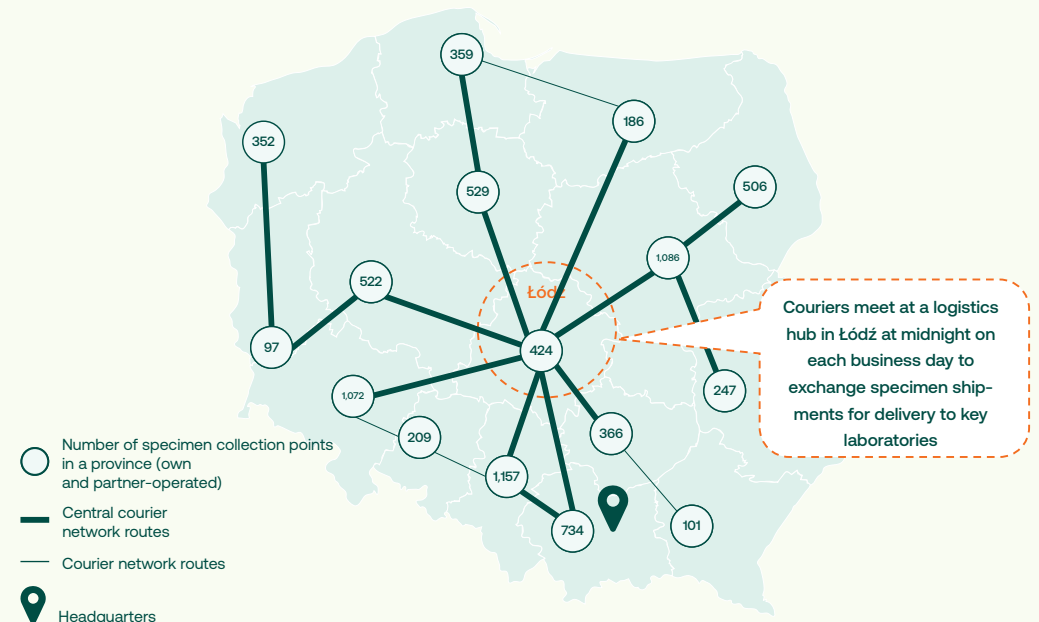 359
186
352
529
506
1,086
522
Łódź
Couriers meet at a logistics
hub in Łódź at midnight on
each business day to
exchange specimen ship-
ments for delivery to key
laboratories
97
424
247
1,072
209
366
1,157
734
101
Number of specimen collection points
in a province (own
and partner-operated)
Central courier
network routes
Courier network routes
Headquarters